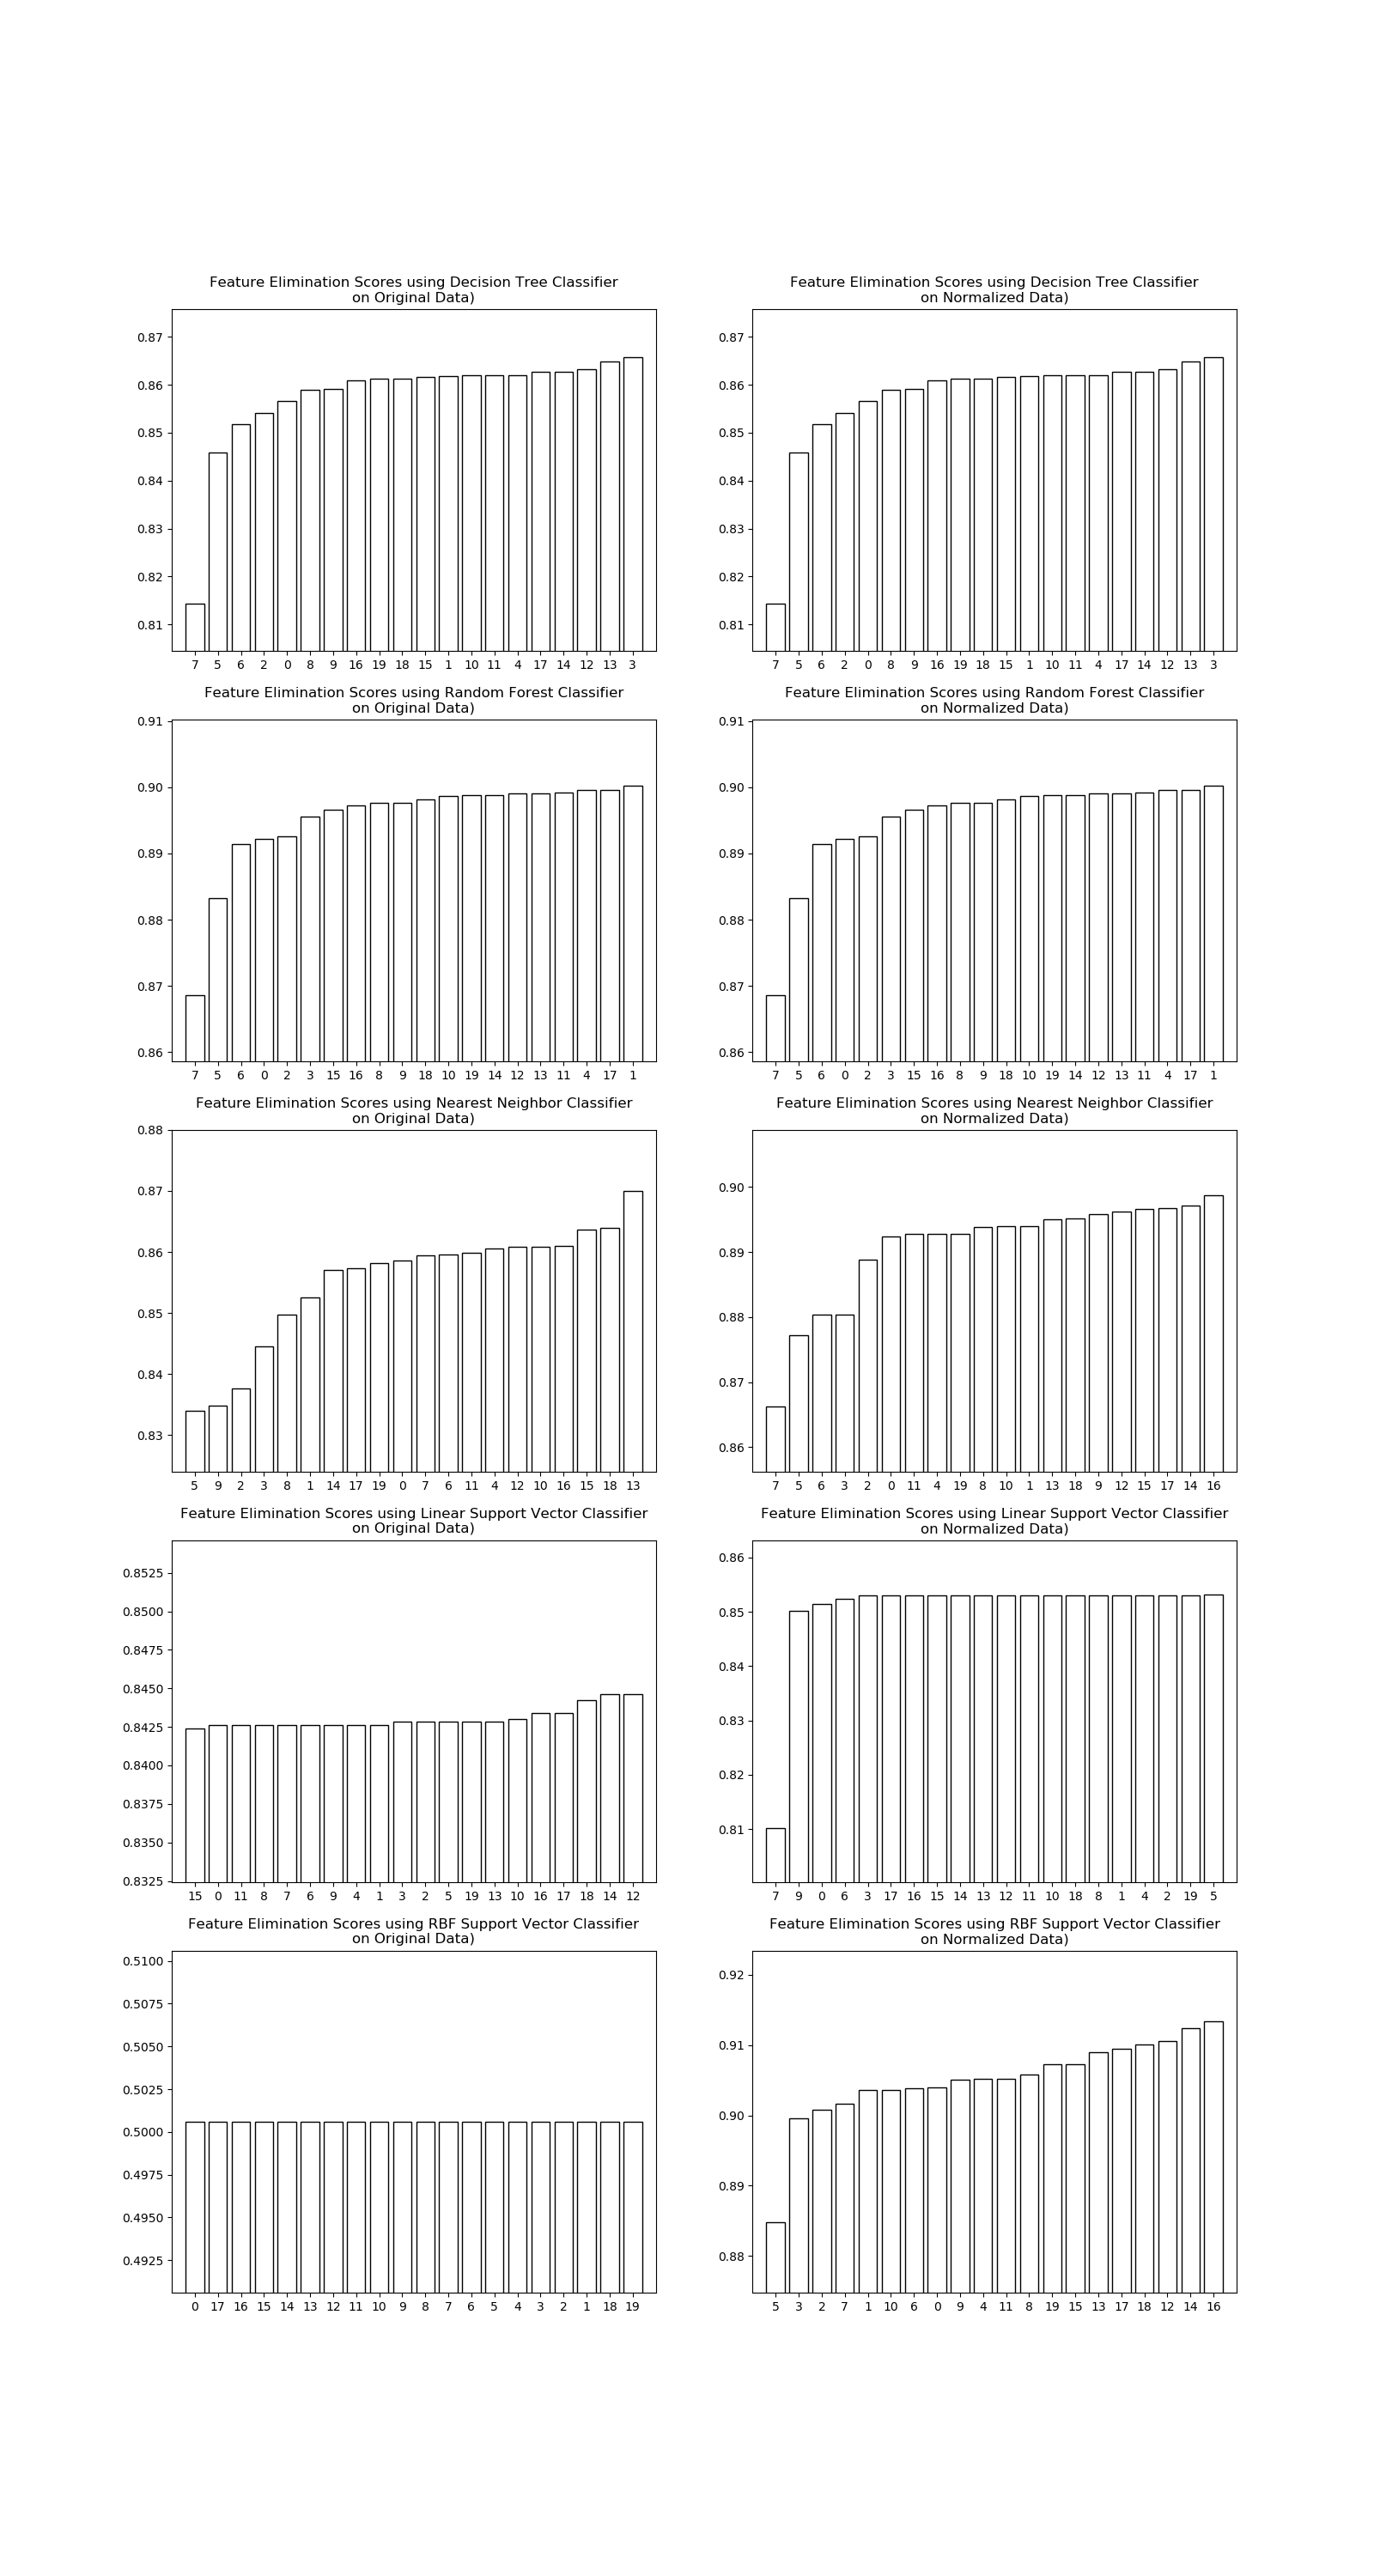 Feature Elimination Scores using Decision Tree Classifier
on Original Data)
0.87
0.86
0.85
0.84
0.83
0.82
0.81
7 5 6 2 0 8 9 16 19 18 15 1 10 11 4 17 14 12 13 3
Feature Elimination Scores using Decision Tree Classifier
on Normalized Data)
0.87
0.86
0.85
0.84
0.83
0.82
0.81
7 5 6 2 0 8 9 16 19 18 15 1 10 11 4 17 14 12 13 3
Feature Elimination Scores using Random Forest Classifier
on Original Data)
0.91
0.90
0.89
0.88
0.87
0.86
7 5 6 0 2 3 15 16 8 9 18 10 19 14 12 13 11 4 17 1
Feature Elimination Scores using Random Forest Classifier
on Normalized Data)
0.91
0.90
0.89
0.88
0.87
0.86
7 5 6 0 2 3 15 16 8 9 18 10 19 14 12 13 11 4 17 1
Feature Elimination Scores using Nearest Neighbor Classifier
on Original Data)
0.88
0.87
0.86
0.85
0.84
0.83
5 9 2 3 8 1 14 17 19 0 7 6 11 4 12 10 16 15 18 13
Feature Elimination Scores using Nearest Neighbor Classifier
on Normalized Data)
0.90
0.89
0.88
0.87
0.86
7 5 6 3 2 0 11 4 19 8 10 1 13 18 9 12 15 17 14 16
Feature Elimination Scores using Linear Support Vector Classifier
on Original Data)
0.8525
0.8500
0.8475
0.8450
0.8425
0.8400
0.8375
0.8350
0.8325
15 0 11 8 7 6 9 4 1 3 2 5 19 13 10 16 17 18 14 12
Feature Elimination Scores using Linear Support Vector Classifier
on Normalized Data)
0.86
0.85
0.84
0.83
0.82
0.81
7 9 0 6 3 17 16 15 14 13 12 11 10 18 8 1 4 2 19 5
Feature Elimination Scores using RBF Support Vector Classifier
on Original Data)
0.5100
0.5075
0.5050
0.5025
0.5000
0.4975
0.4950
0.4925
0 17 16 15 14 13 12 11 10 9 8 7 6 5 4 3 2 1 18 19
Feature Elimination Scores using RBF Support Vector Classifier
on Normalized Data)
0.92
0.91
0.90
0.89
0.88
5 3 2 7 1 10 6 0 9 4 11 8 19 15 13 17 18 12 14 16